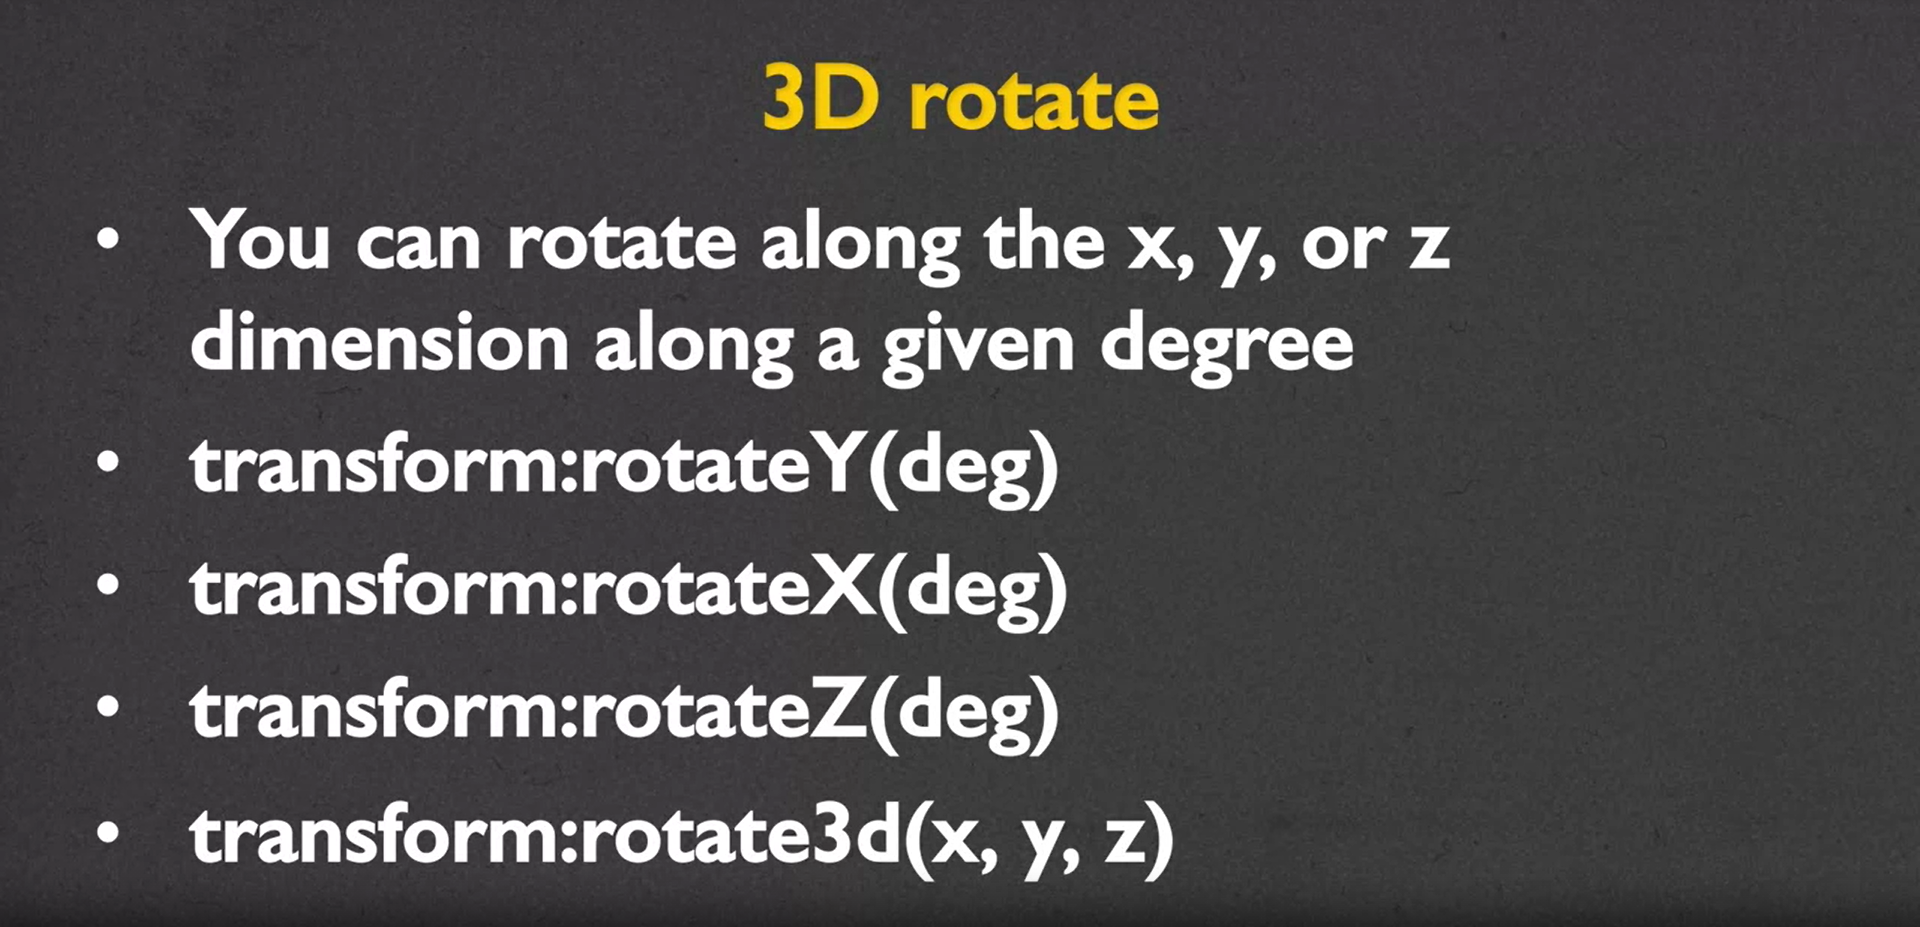 3D rotate
• You can rotate along the x, y, or z
dimension along a given degree
• transform:rotateY(deg)
• transform:rotateX(deg)
• transform:rotateZ(deg)
• transform:rotate3d(x, y, z)